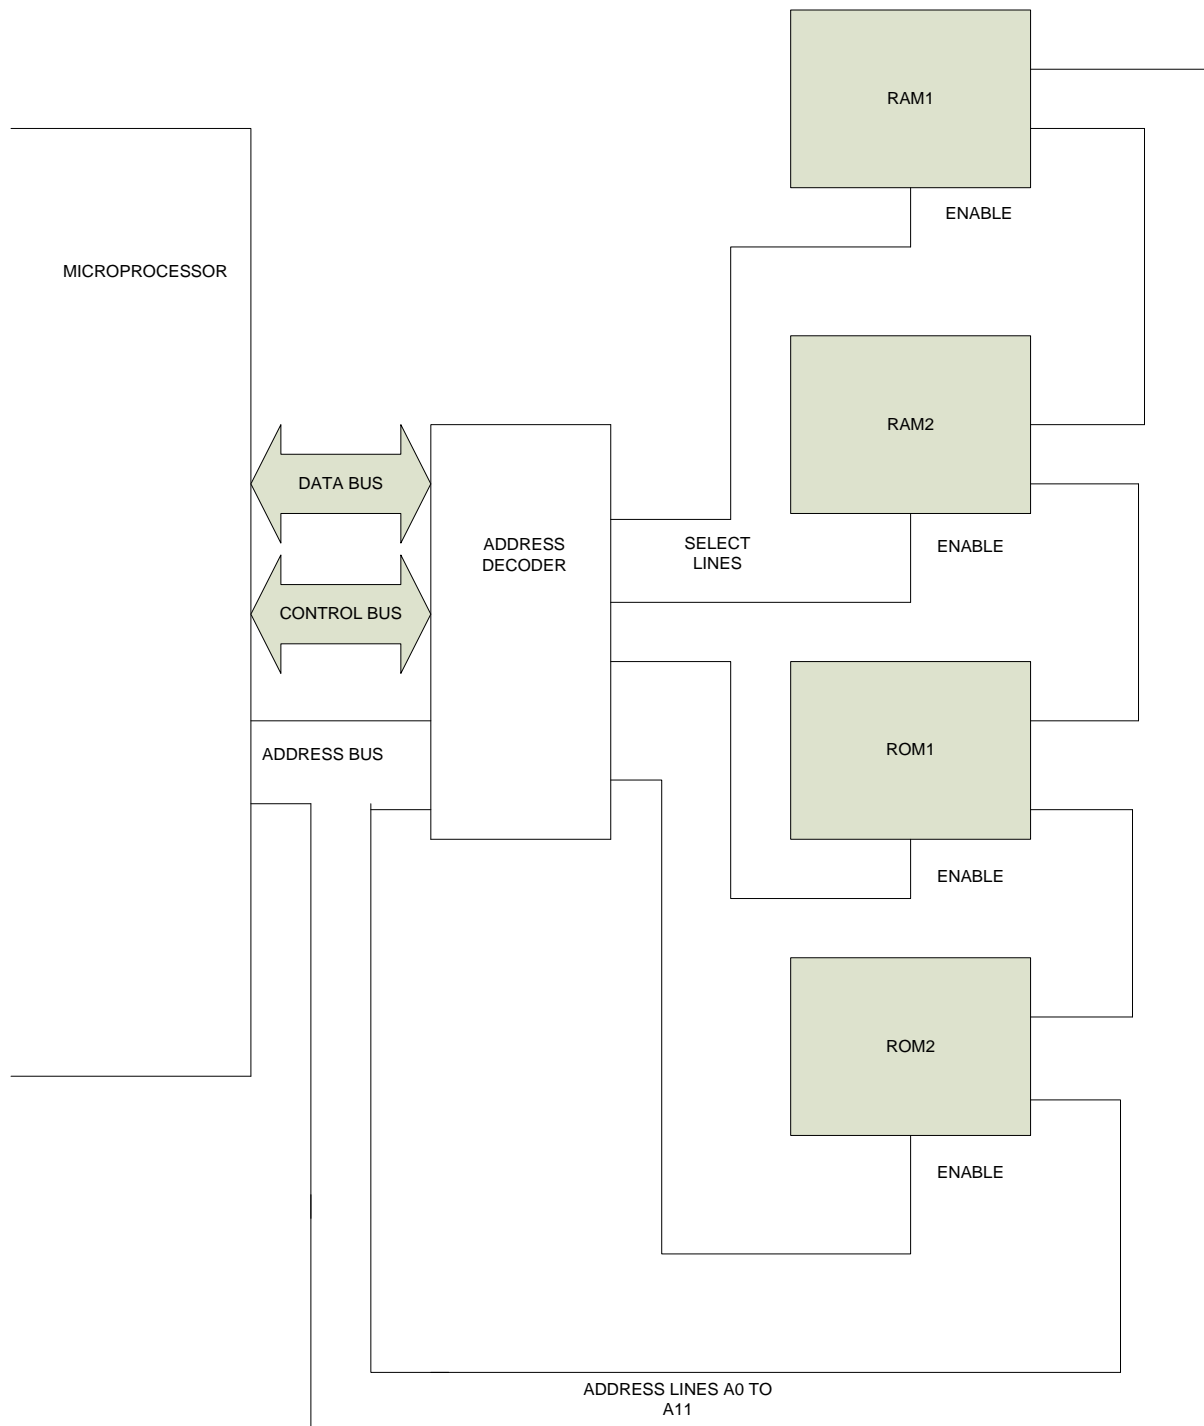 RAM1
ENABLE
MICROPROCESSOR
RAM2
DATA BUS
ADDRESS
DECODER
SELECT
LINES
ENABLE
CONTROL BUS
ROM1
ADDRESS BUS
ENABLE
ROM2
ENABLE
ADDRESS LINES A0 TO
A11